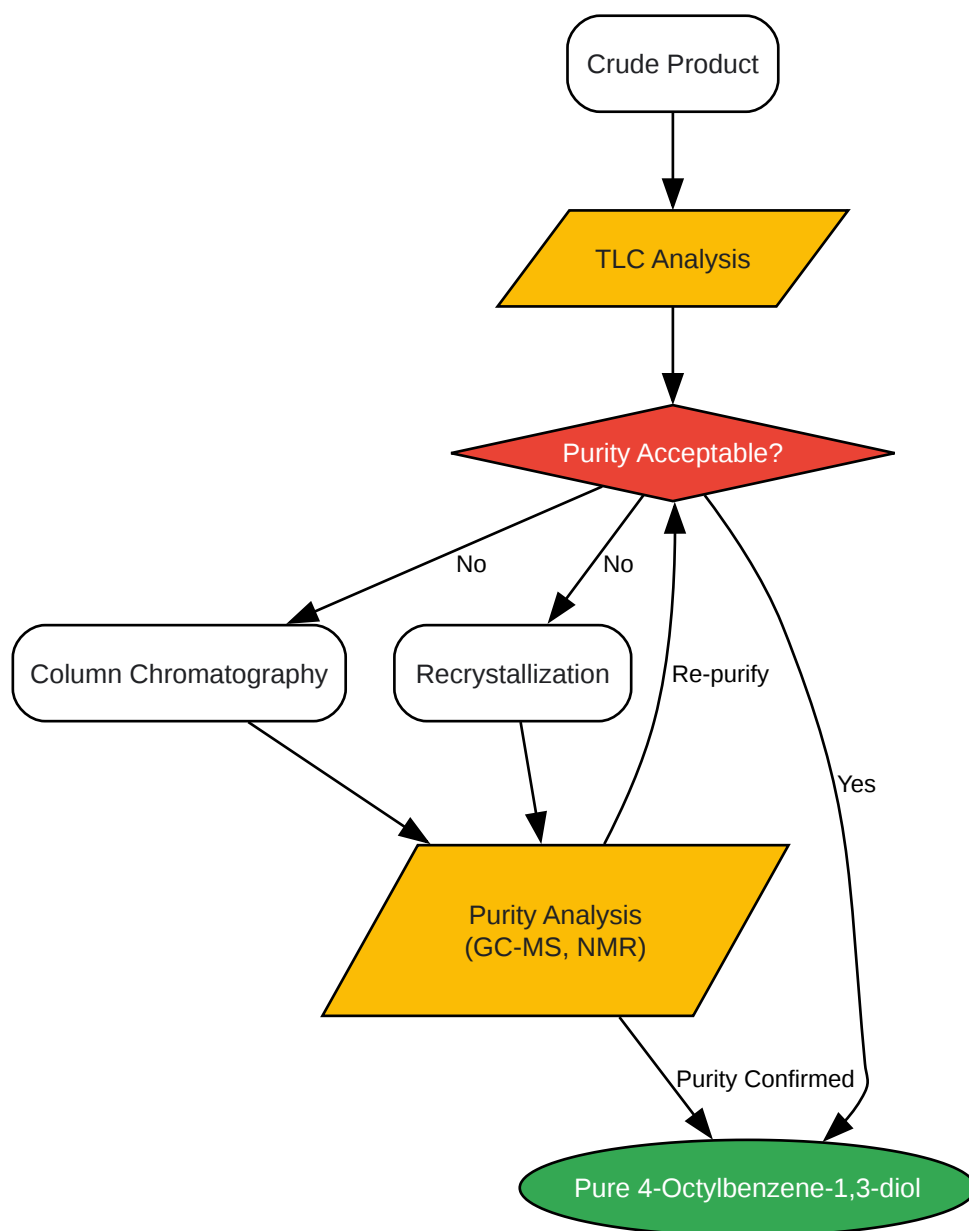 Crude Product
TLC Analysis
Purity Acceptable?
No
No
Column Chromatography
Recrystallization
Re-purify
Yes
Purity Analysis
(GC-MS, NMR)
Purity Confirmed
Pure 4-Octylbenzene-1,3-diol